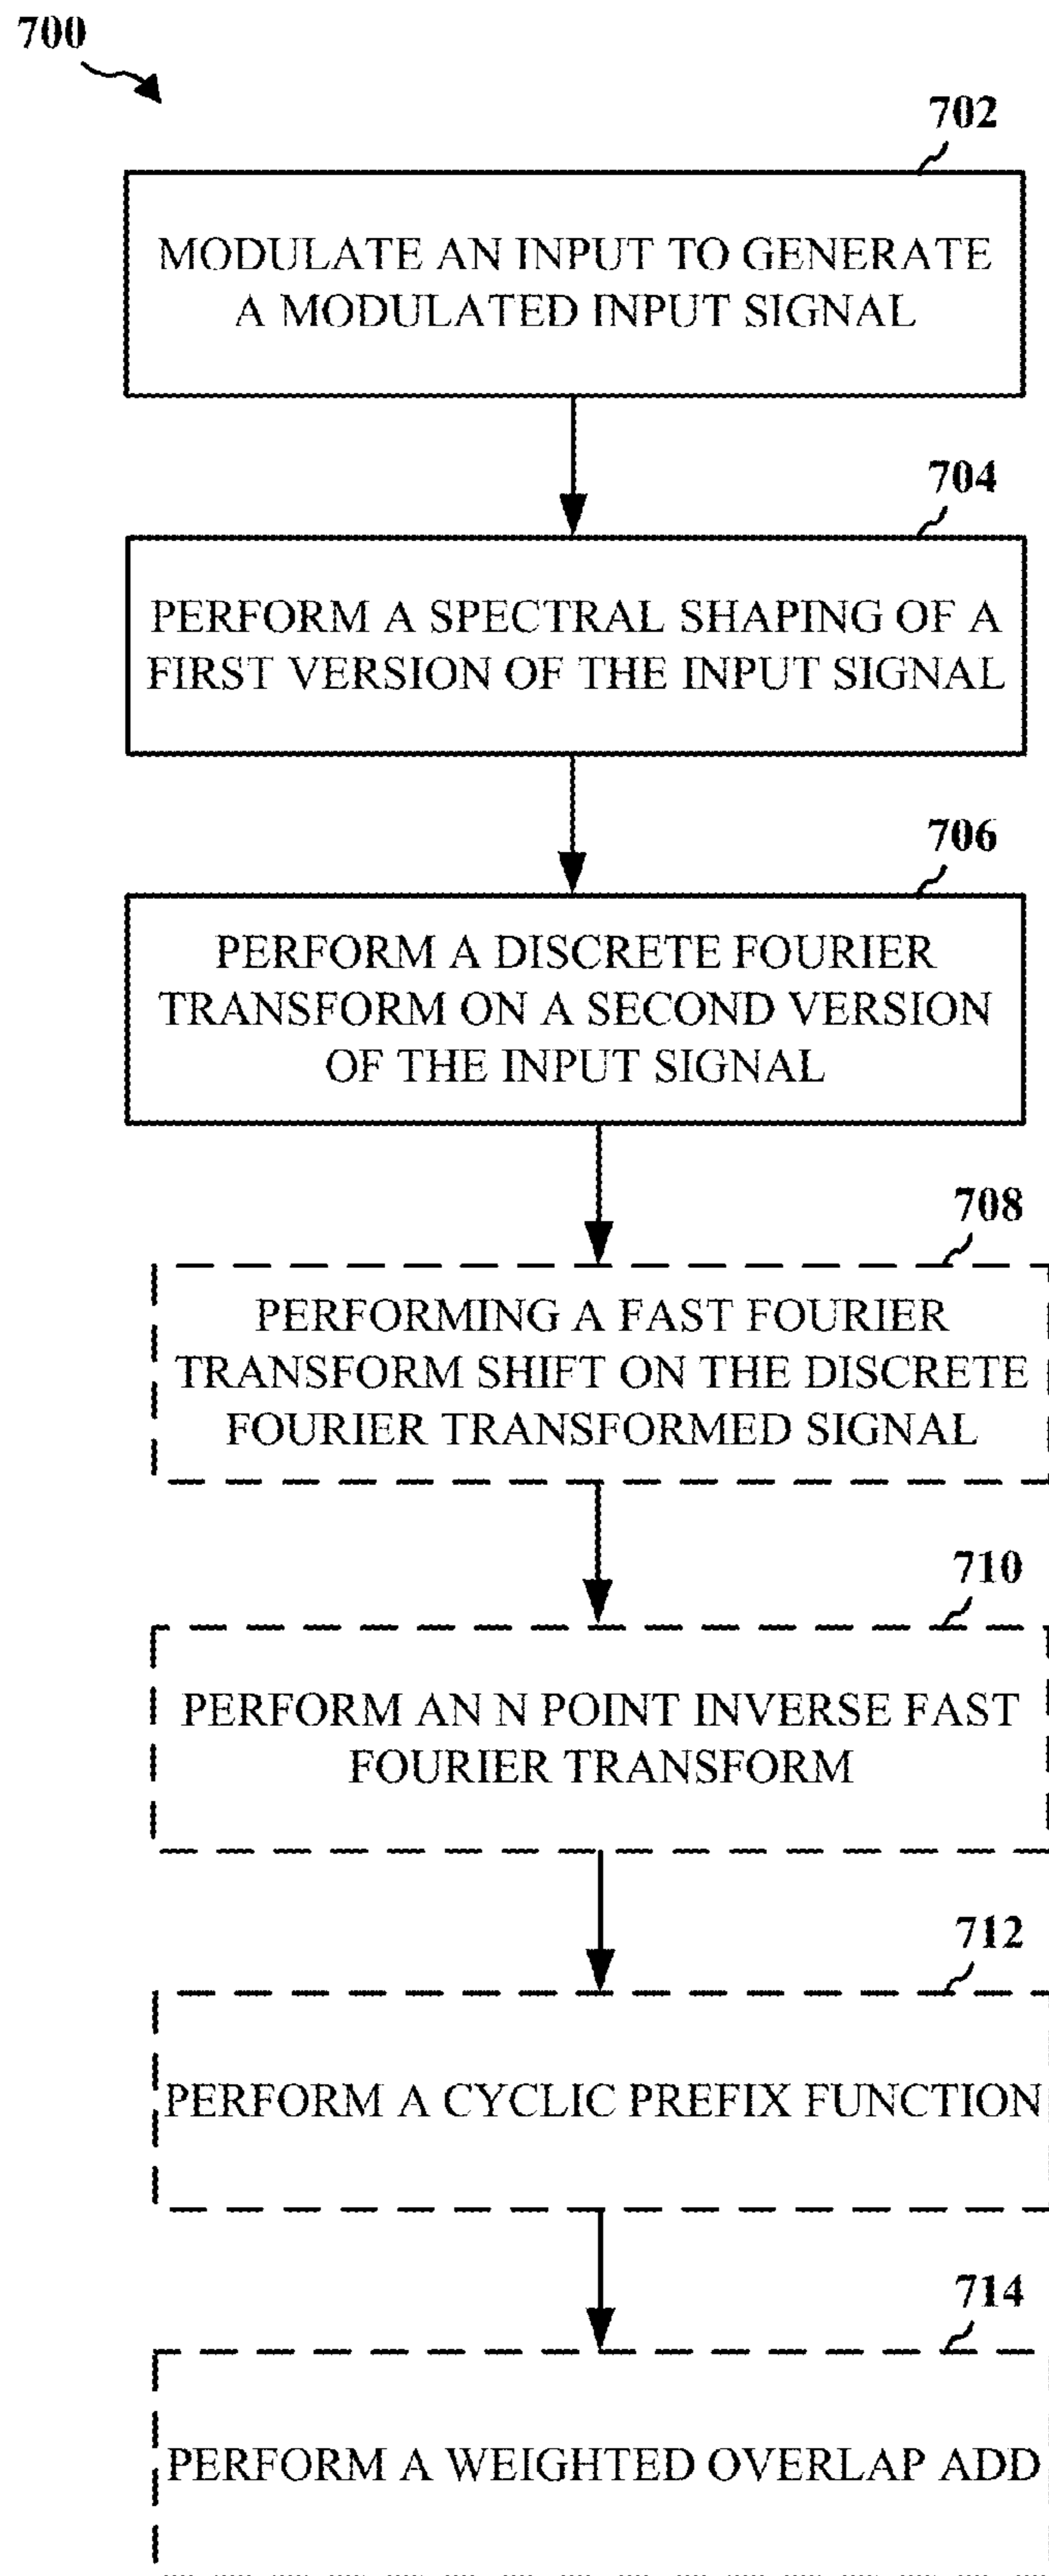 700
702
MODULATE AN INPUT TO GENERATE
A MODULATED INPUT SIGNAL
704
PERFORM A SPECTRAL SHAPING OF A
FIRST VERSION OF THE INPUT SIGNAL
706
PERFORM A DISCRETE FOURIER
TRANSFORM ON A SECOND VERSION
OF THE INPUT SIGNAL
708
PERFORMING A FAST FOURIER
TRANSFORM SHIFT ON THE DISCRETE
FOURIER TRANSFORMED SIGNAL
710
PERFORM AN N POINT INVERSE FAST
FOURIER TRANSFORM
712
PERFORM A CYCLIC PREFIX FUNCTION
714
PERFORM A WEIGHTED OVERLAP ADD